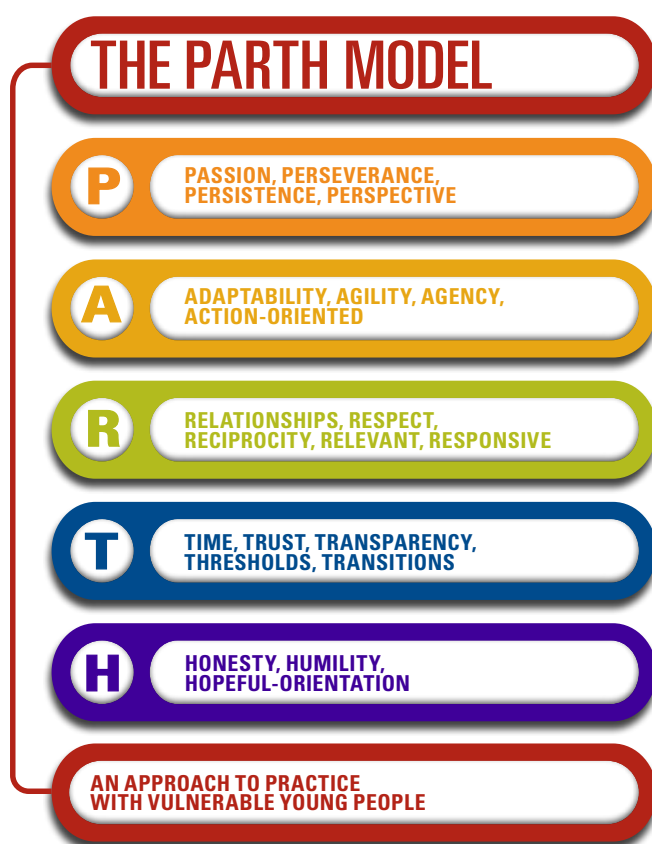 THE PARTH MODEL
P
PASSION, PERSEVERANCE,
PERSISTENCE, PERSPECTIVE
A
ADAPTABILITY, AGILITY, AGENCY,
ACTION-ORIENTED
R
RELATIONSHIPS, RESPECT,
RECIPROCITY, RELEVANT, RESPONSIVE
T
TIME, TRUST, TRANSPARENCY,
THRESHOLDS, TRANSITIONS
H
HONESTY, HUMILITY,
HOPEFUL-ORIENTATION
AN APPROACH TO PRACTICE
WITH VULNERABLE YOUNG PEOPLE